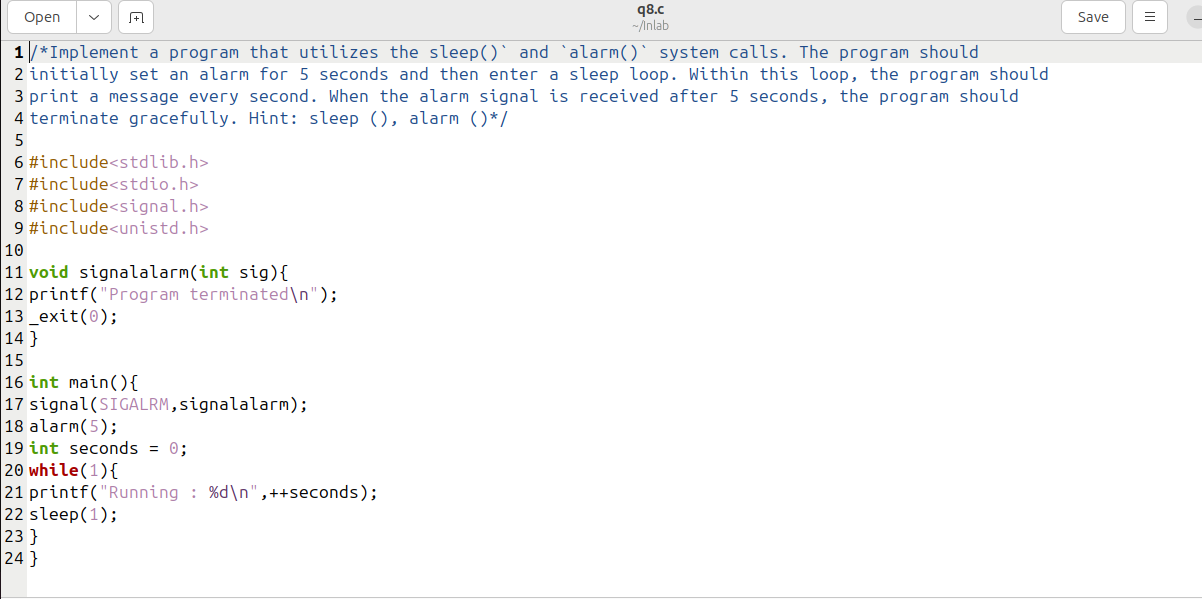 Open
q8.c
~/Inlab
Save
1 /*Implement a program that utilizes the sleep()` and `alarm()` system calls. The program should
2 initially set an alarm for 5 seconds and then enter a sleep loop. Within this loop, the program should
3 print a message every second. When the alarm signal is received after 5 seconds, the program should
4 terminate gracefully. Hint: sleep (), alarm ()*/
5
6 #include<stdlib.h>
7 #include<stdio.h>
8 #include<signal.h>
9 #include<unistd.h>
10
11 void signalalarm(int sig){
12 printf("Program terminated\n");
13 _exit(0);
14 }
15
16 int main(){
17 signal(SIGALRM,signalalarm);
18 alarm(5);
19 int seconds = 0;
20 while(1){
21 printf("Running : %d\n",++seconds);
22 sleep(1);
23 }
24 }